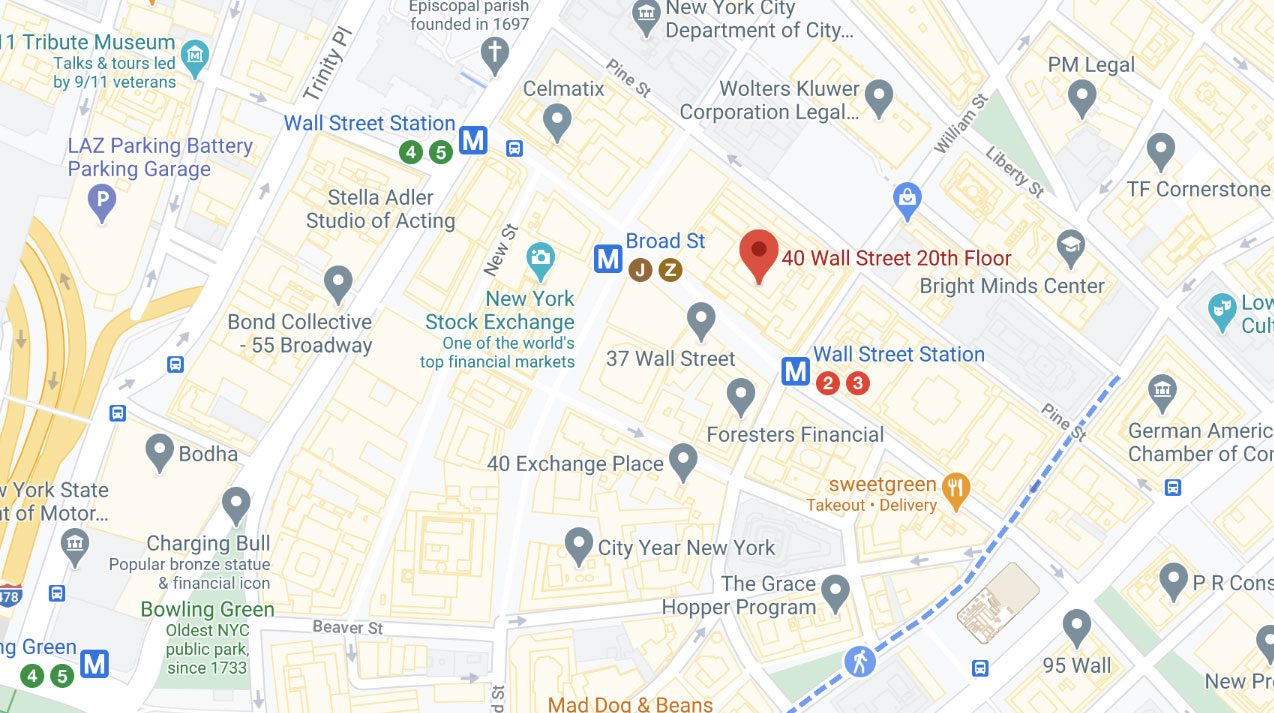 Episcopal parish
founded in 1697
New York City
Department of City...
11 Tribute Museum
Talks & tours led
by 9/11 veterans
Trinity Pl
Pine St
PM Legal
Celmatix
Wolters Kluwer
Corporation Legal...
William St
Wall Street Station
M
4 5
LAZ Parking Battery
Parking Garage
P
Liberty St
TF Cornerstone
Stella Adler
Studio of Acting
New St
M
Broad St
J Z
40 Wall Street 20th Floor
Bright Minds Center
New York
Stock Exchange
One of the world's
top financial markets
Low
Cult
Bond Collective
- 55 Broadway
37 Wall Street
M
Wall Street Station
2 3
Pine St
Foresters Financial
German Americ
Chamber of Con
Bodha
40 Exchange Place
sweetgreen
Takeout • Delivery
w York State
nt of Motor...
Charging Bull
Popular bronze statue
& financial icon
City Year New York
The Grace
Hopper Program
P R Cons
478
Bowling Green
Oldest NYC
public park,
since 1733
Beaver St
ng Green
M
4 5
95 Wall
New Pro
d St
Mad Dog & Beans